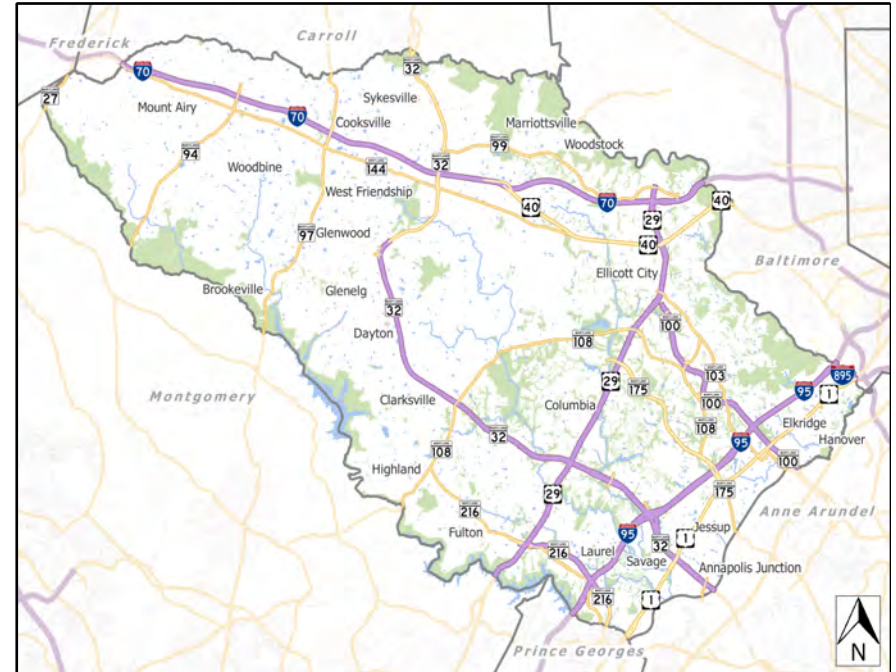 Carroll
Frederick
32
70
27
Sykesville
Mount Airy
70
Cooksville
Marriottsville
99
Woodstock
94
144
32
Woodbine
West Friendship
40
70
29
40
97
Glenwood
40
Baltimore
Ellicott City
Brookeville
Glenelg
32
100
Dayton
108
103
895
29
175
95
1
Montgomery
Clarksville
Columbia
100
Elkridge
108
32
108
95
Hanover
100
Highland
29
175
216
Anne Arundel
Fulton
95
Jessup
216
Laurel
32
1
Savage
Annapolis Junction
216
1
Prince Georges
N